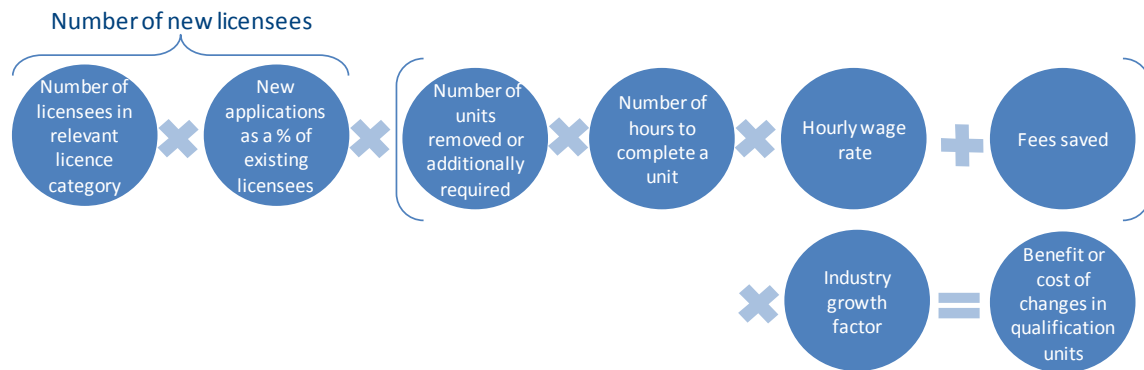 Number of new licensees
Number of
licensees in
relevant
licence
category
New
applications
as a % of
existing
licensees
Number of
units
removed or
additionally
required
Number of
hours to
complete a
unit
Hourly wage
rate
Fees saved
Industry
growth
factor
Benefit or
cost of
changes in
qualification
units